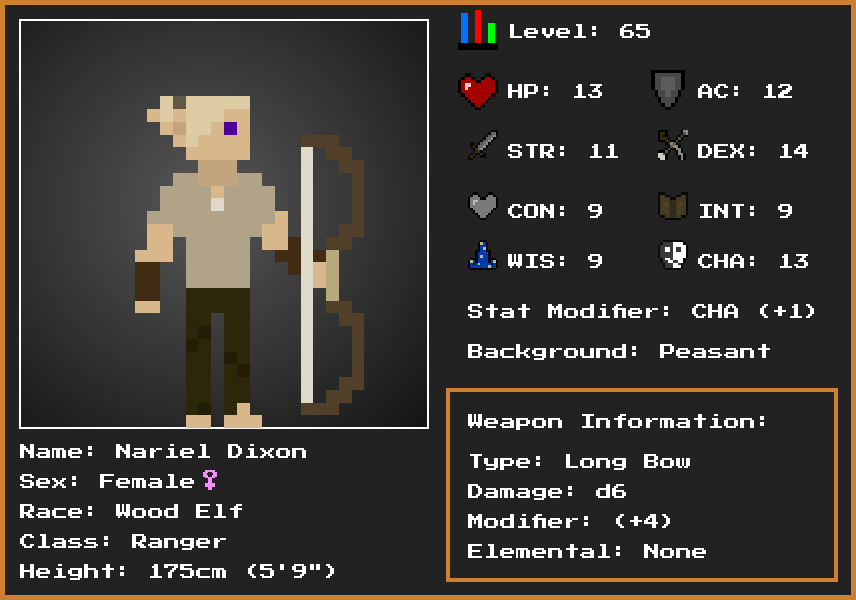 Level: 65
HP: 13
AC: 12
STR: 11
DEX: 14
CON: 9
INT: 9
WIS: 9
CHA: 13
Stat Modifier: CHA (+1)
Background: Peasant
Weapon Information:
Type: Long Bow
Damage: d6
Modifier: (+4)
Elemental: None
Name: Nariel Dixon
Sex: Female♀
Race: Wood Elf
Class: Ranger
Height: 175cm (5'9")